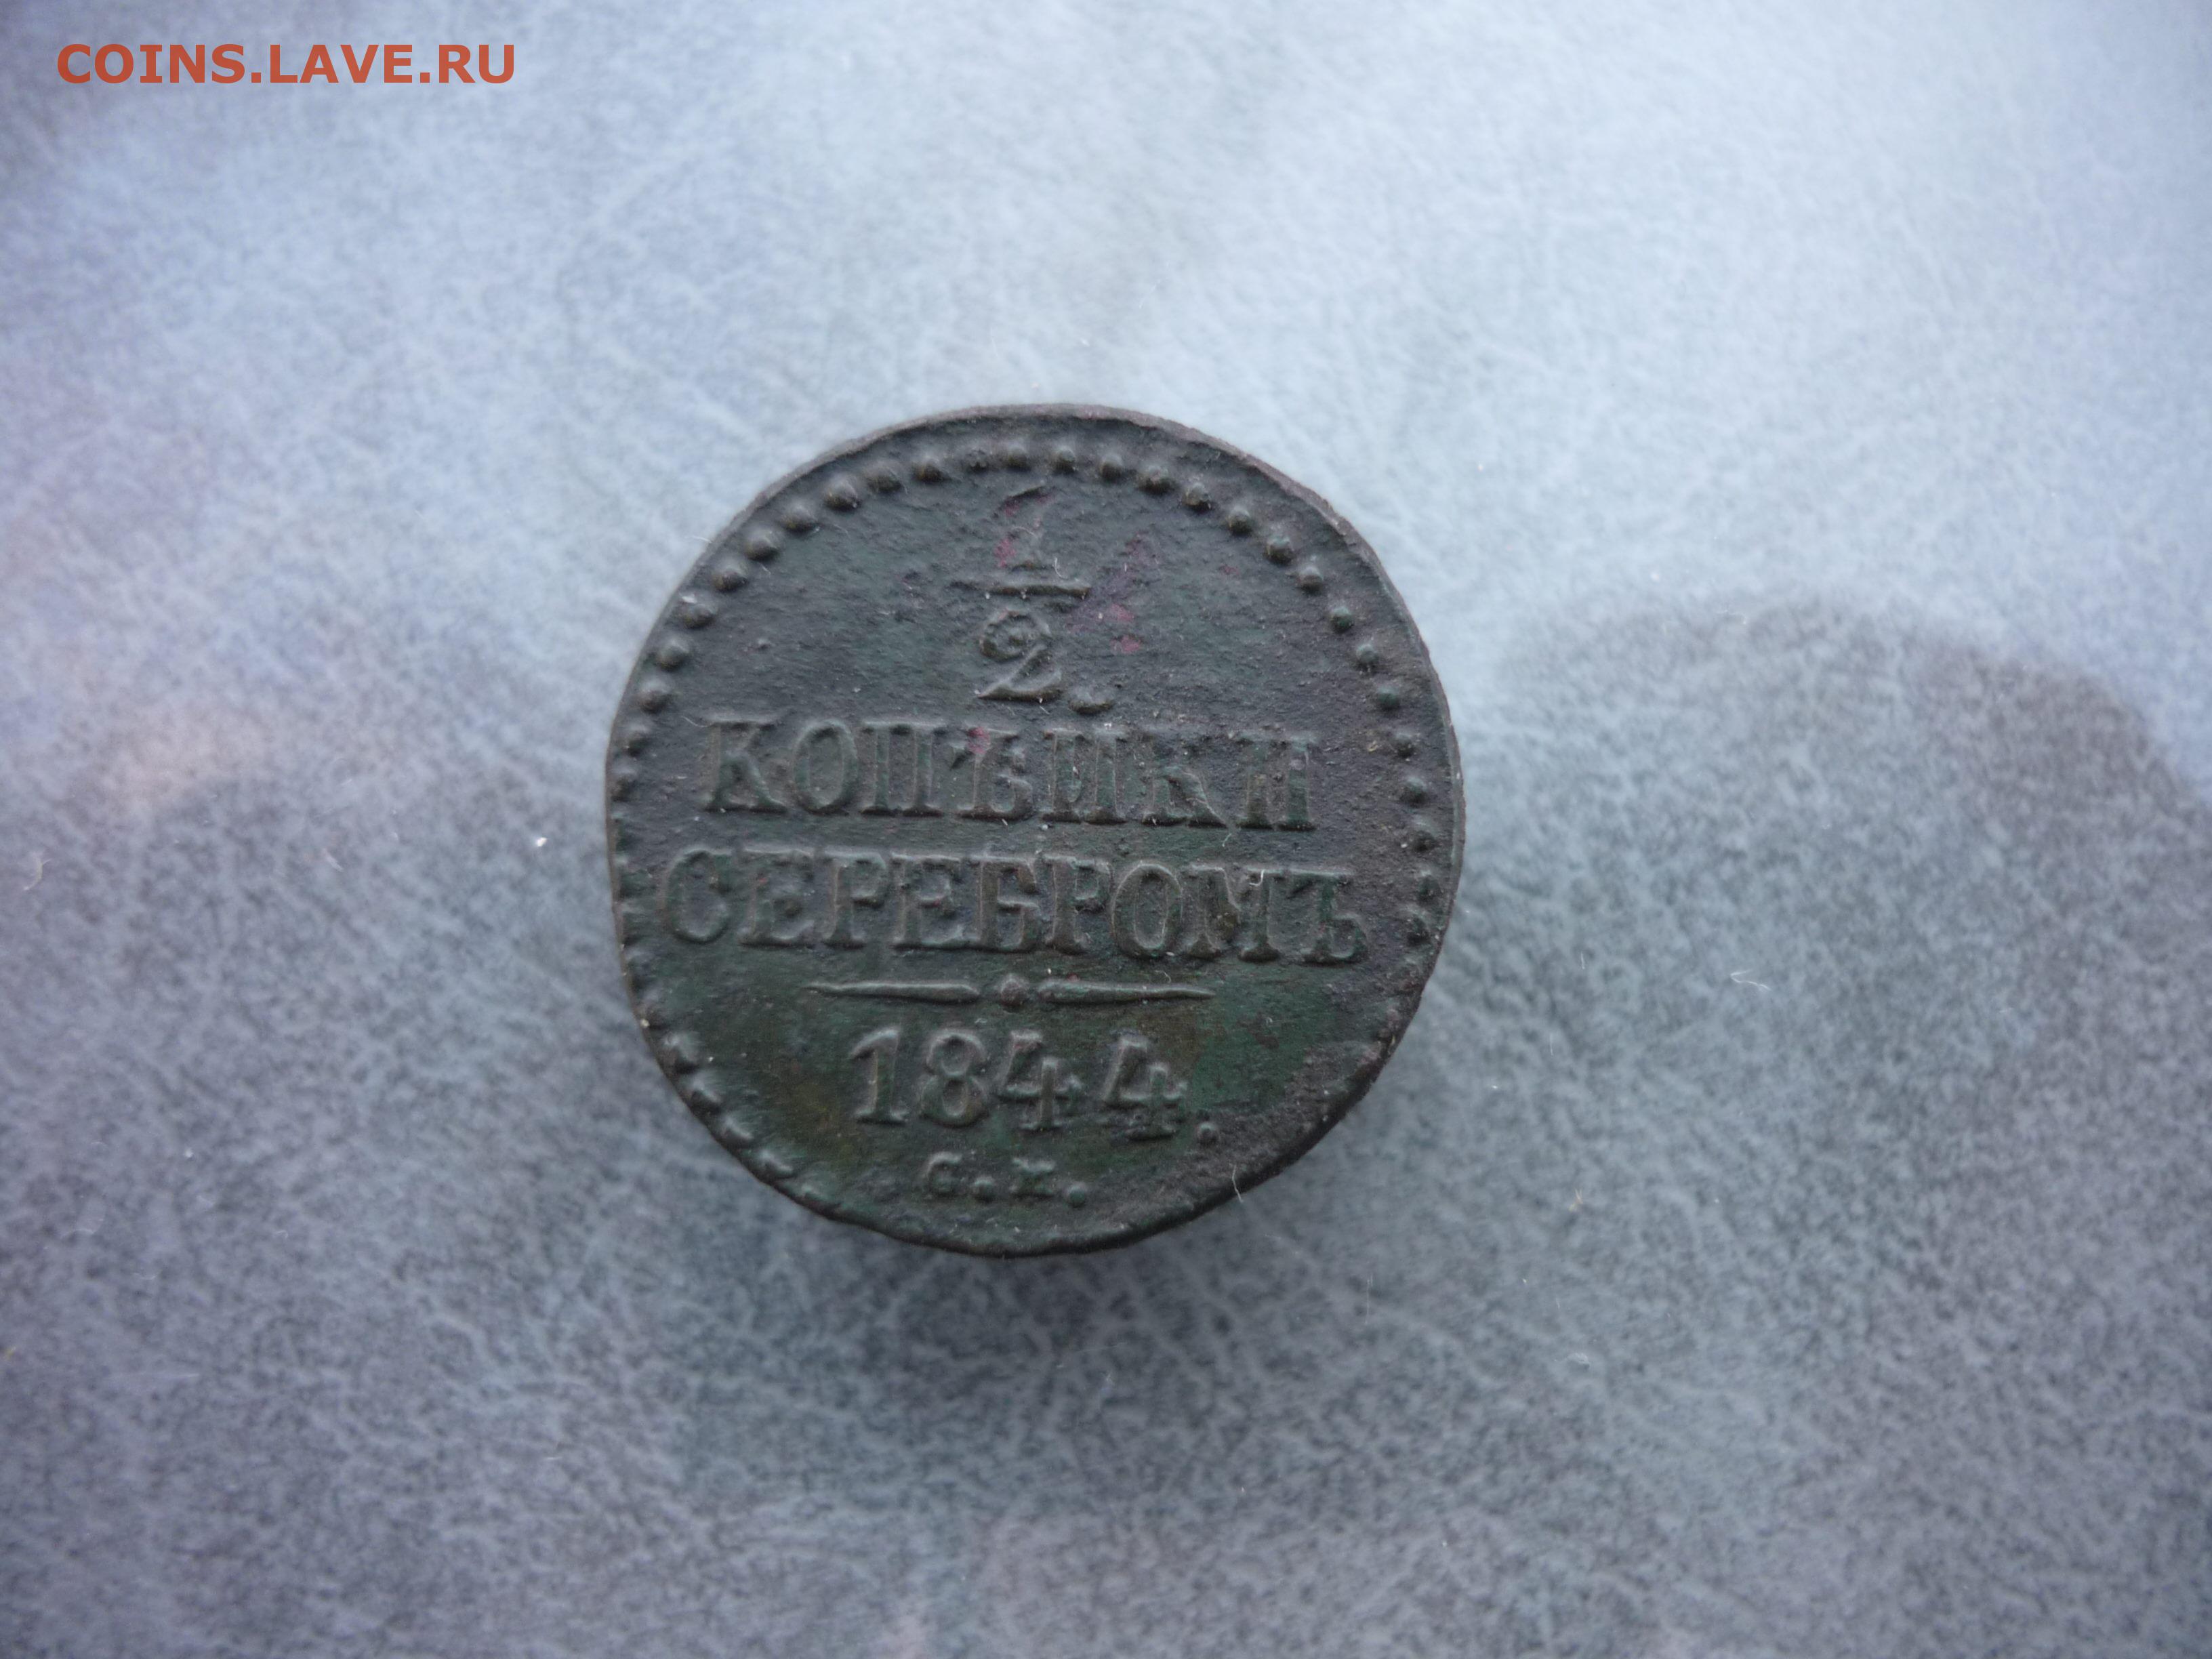 COINS.LAVE.RU
1
2.
КОПѢЙКИ
СЕРЕБРОМЪ
1844.
С.М.